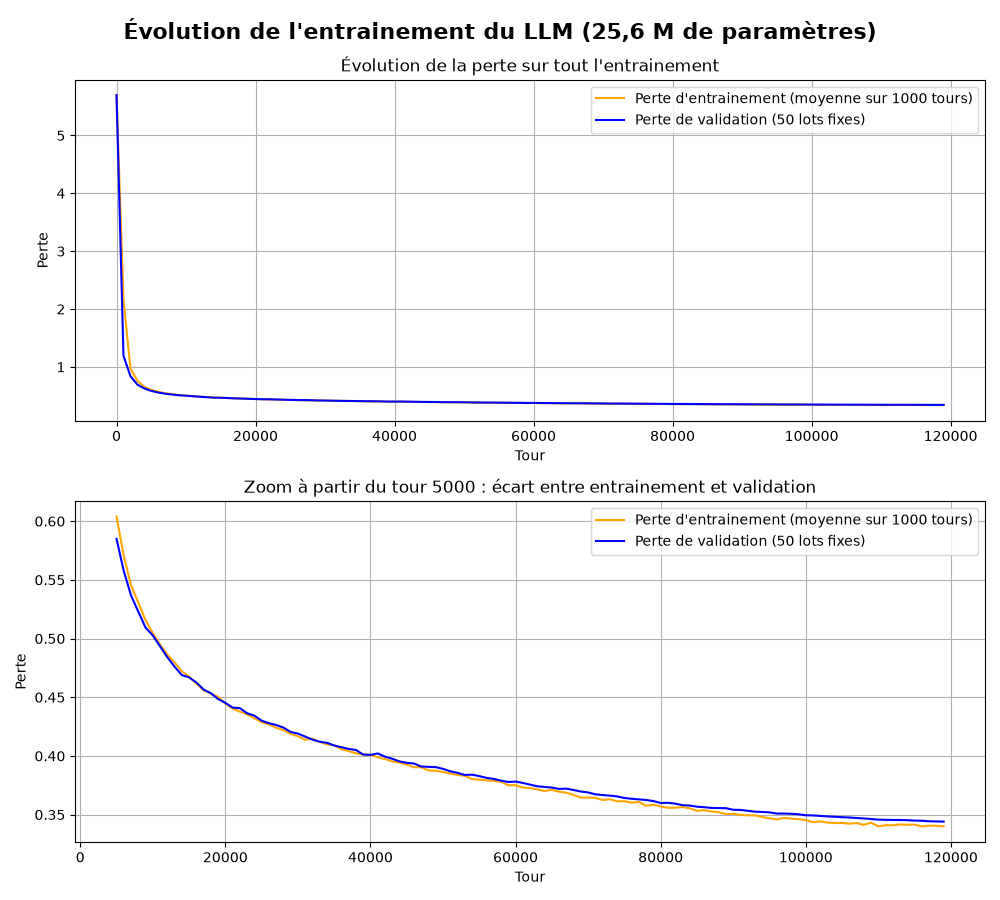 Évolution de l'entrainement du LLM (25,6 M de paramètres)
Évolution de la perte sur tout l'entrainement
Perte d'entrainement (moyenne sur 1000 tours)
Perte de validation (50 lots fixes)
5
4
3
2
1
Perte
0 20000 40000 60000 80000 100000 120000
Tour
Zoom à partir du tour 5000 : écart entre entrainement et validation
Perte d'entrainement (moyenne sur 1000 tours)
Perte de validation (50 lots fixes)
0.60
0.55
0.50
0.45
0.40
0.35
Perte
0 20000 40000 60000 80000 100000 120000
Tour